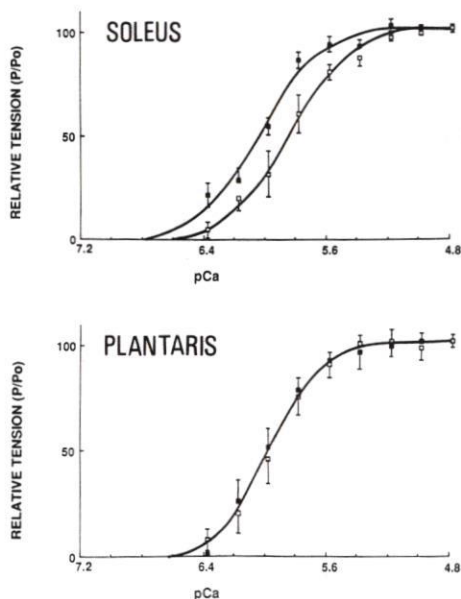 SOLEUS
RELATIVE TENSION (P/Po)
100
50
0
7.2
6.4
5.6
4.8
pCa
PLANTARIS
RELATIVE TENSION (P/Po)
100
50
0
7.2
6.4
5.6
4.8
pCa